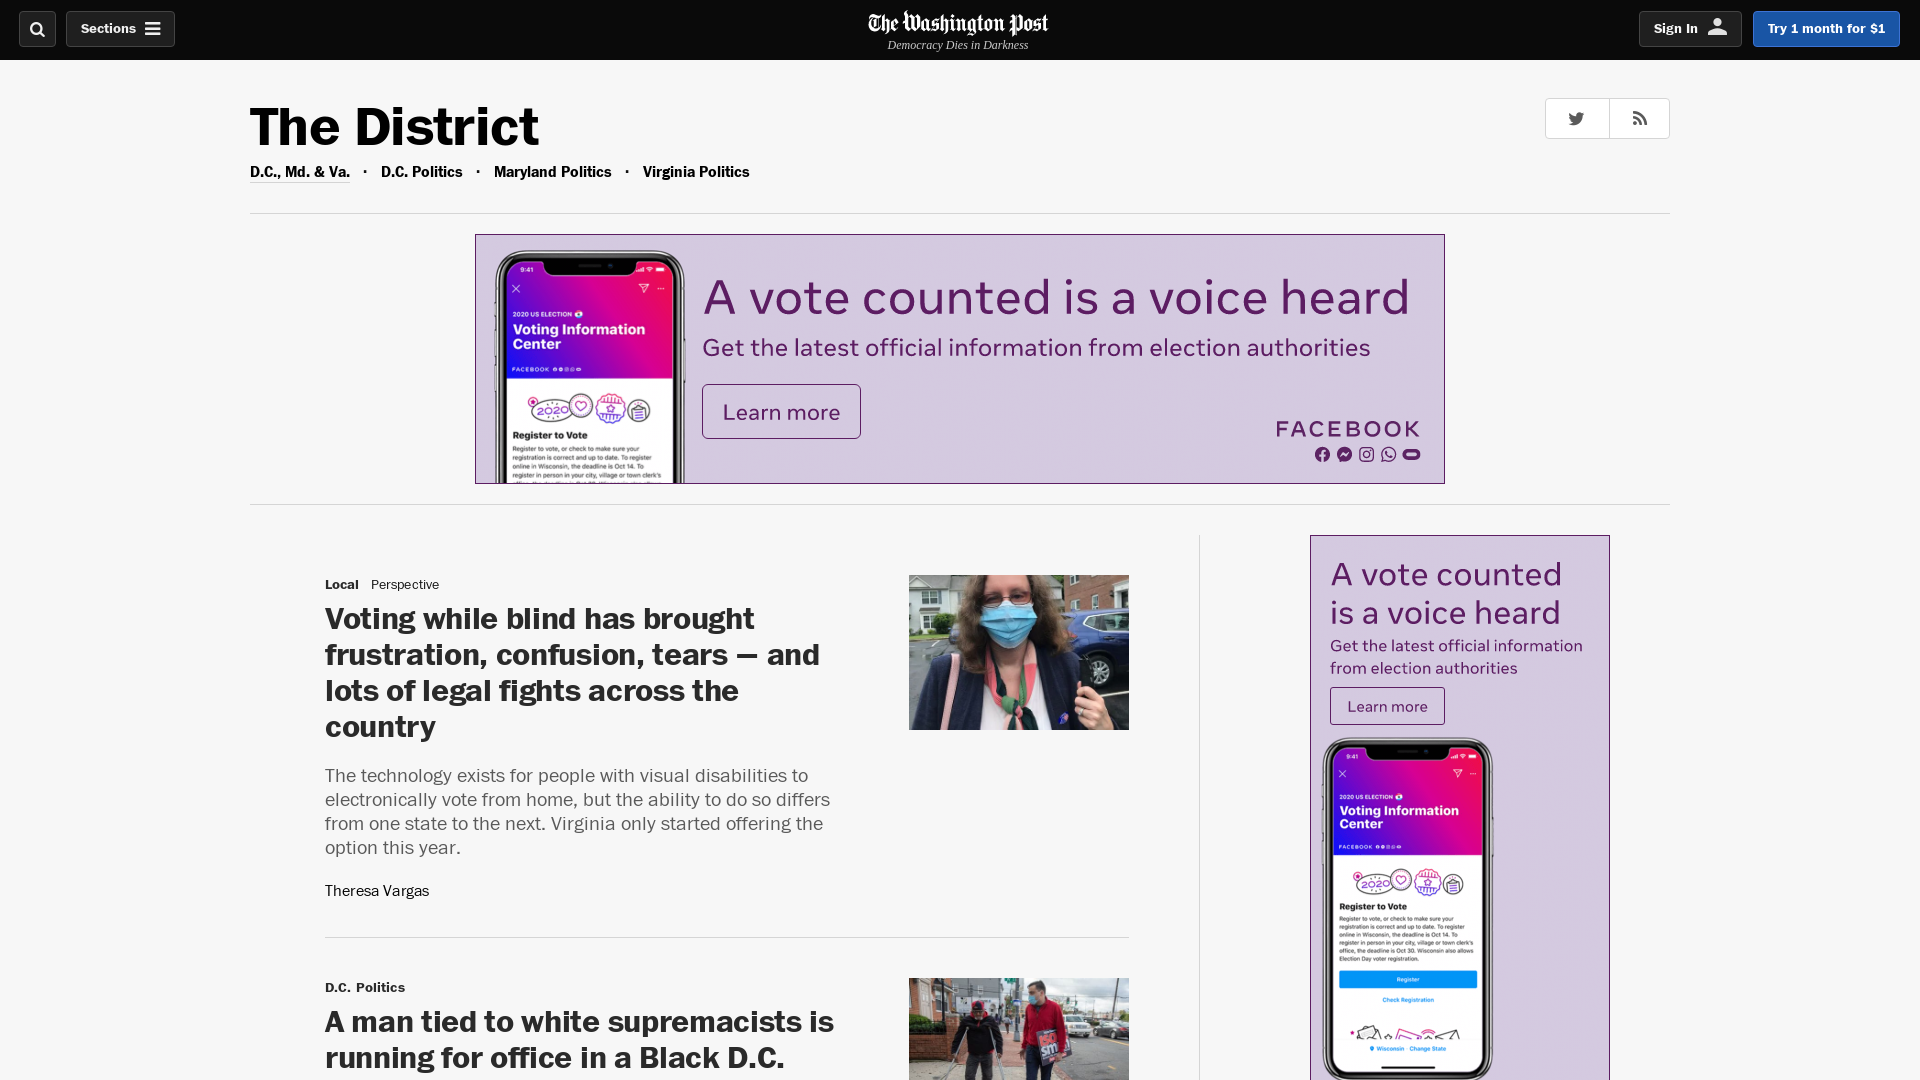 Sections
The Washington Post
Democracy Dies in Darkness
Sign In
Try 1 month for $1
The District
D.C., Md. & Va. · D.C. Politics · Maryland Politics · Virginia Politics
9:41
2020 US ELECTION
Voting Information
Center
FACEBOOK
2020
Register to Vote
Register to vote, or check to make sure your
registration is correct and up to date. To register
online in Wisconsin, the deadline is Oct 14. To
register in person in your city, village or town clerk's
A vote counted is a voice heard
Get the latest official information from election authorities
Learn more
FACEBOOK
Local Perspective
Voting while blind has brought
frustration, confusion, tears — and
lots of legal fights across the
country
The technology exists for people with visual disabilities to
electronically vote from home, but the ability to do so differs
from one state to the next. Virginia only started offering the
option this year.
Theresa Vargas
D.C. Politics
A man tied to white supremacists is
running for office in a Black D.C.
A vote counted
is a voice heard
Get the latest official information
from election authorities
Learn more
9:41
2020 US ELECTION
Voting Information
Center
FACEBOOK
2020
Register to Vote
Register to vote, or check to make sure your
registration is correct and up to date. To register
online in Wisconsin, the deadline is Oct 14. To
register in person in your city, village or town clerk's
office, the deadline is Oct 30. Wisconsin also allows
Election Day voter registration.
Register
Check Registration
Wisconsin · Change State